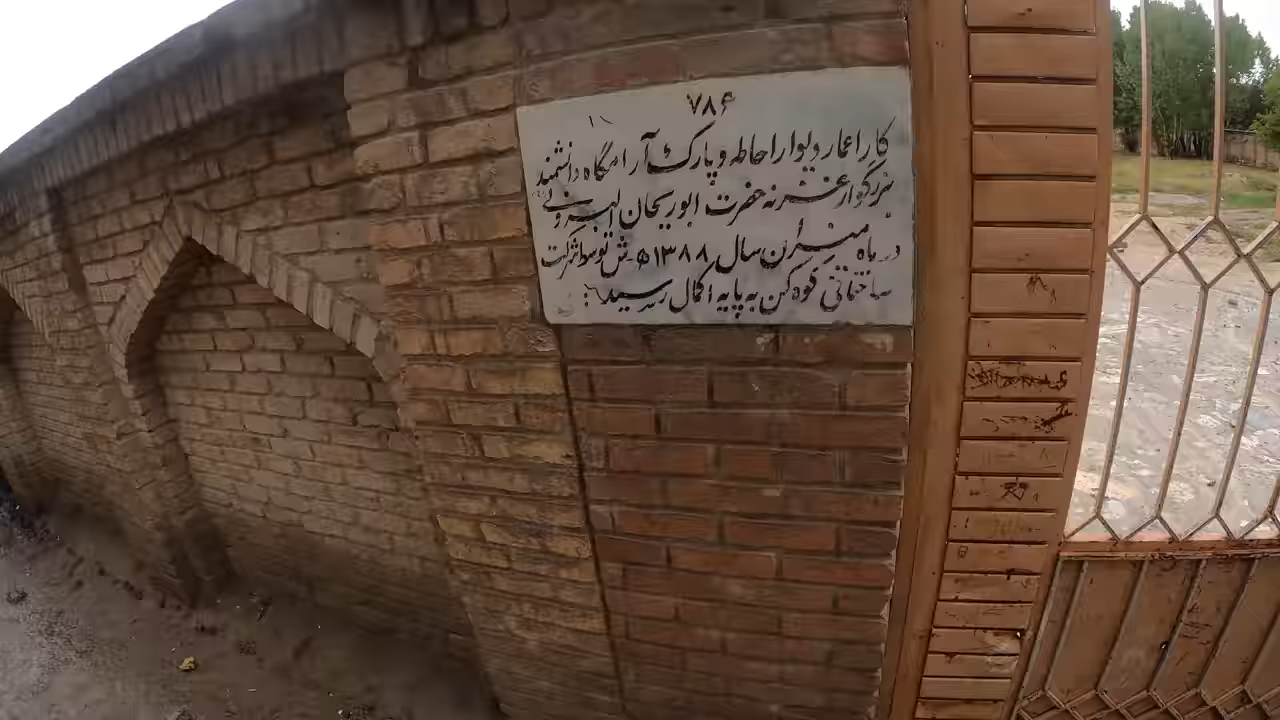 ۷۸۶
کار اعمار دیوار احاطه و پارک آرامگاه دانشمند
بزرگوار غزنه حضرت ابوریحان البیرونی
در ماه میزان سال ۱۳۸۸ ه ش توسط شرکت
ساختمانی کوه کن به پایه اکمال رسید